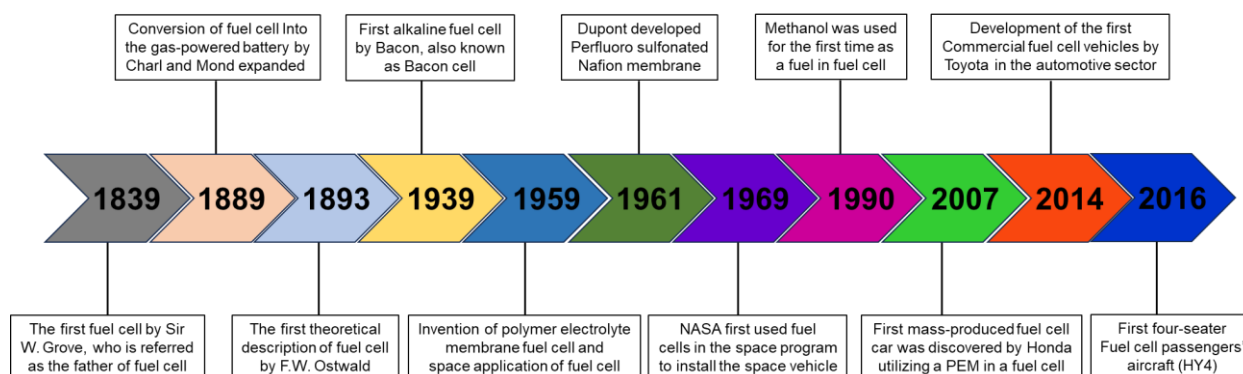 Conversion of fuel cell Into
the gas-powered battery by
Charl and Mond expanded
First alkaline fuel cell
by Bacon, also known
as Bacon cell
Dupont developed
Perfluoro sulfonated
Nafion membrane
Methanol was used
for the first time as
a fuel in fuel cell
Development of the first
Commercial fuel cell vehicles by
Toyota in the automotive sector
1839
1889
1893
1939
1959
1961
1969
1990
2007
2014
2016
The first fuel cell by Sir
W. Grove, who is referred
as the father of fuel cell
The first theoretical
description of fuel cell
by F.W. Ostwald
Invention of polymer electrolyte
membrane fuel cell and
space application of fuel cell
NASA first used fuel
cells in the space program
to install the space vehicle
First mass-produced fuel cell
car was discovered by Honda
utilizing a PEM in a fuel cell
First four-seater
Fuel cell passengers'
aircraft (HY4)